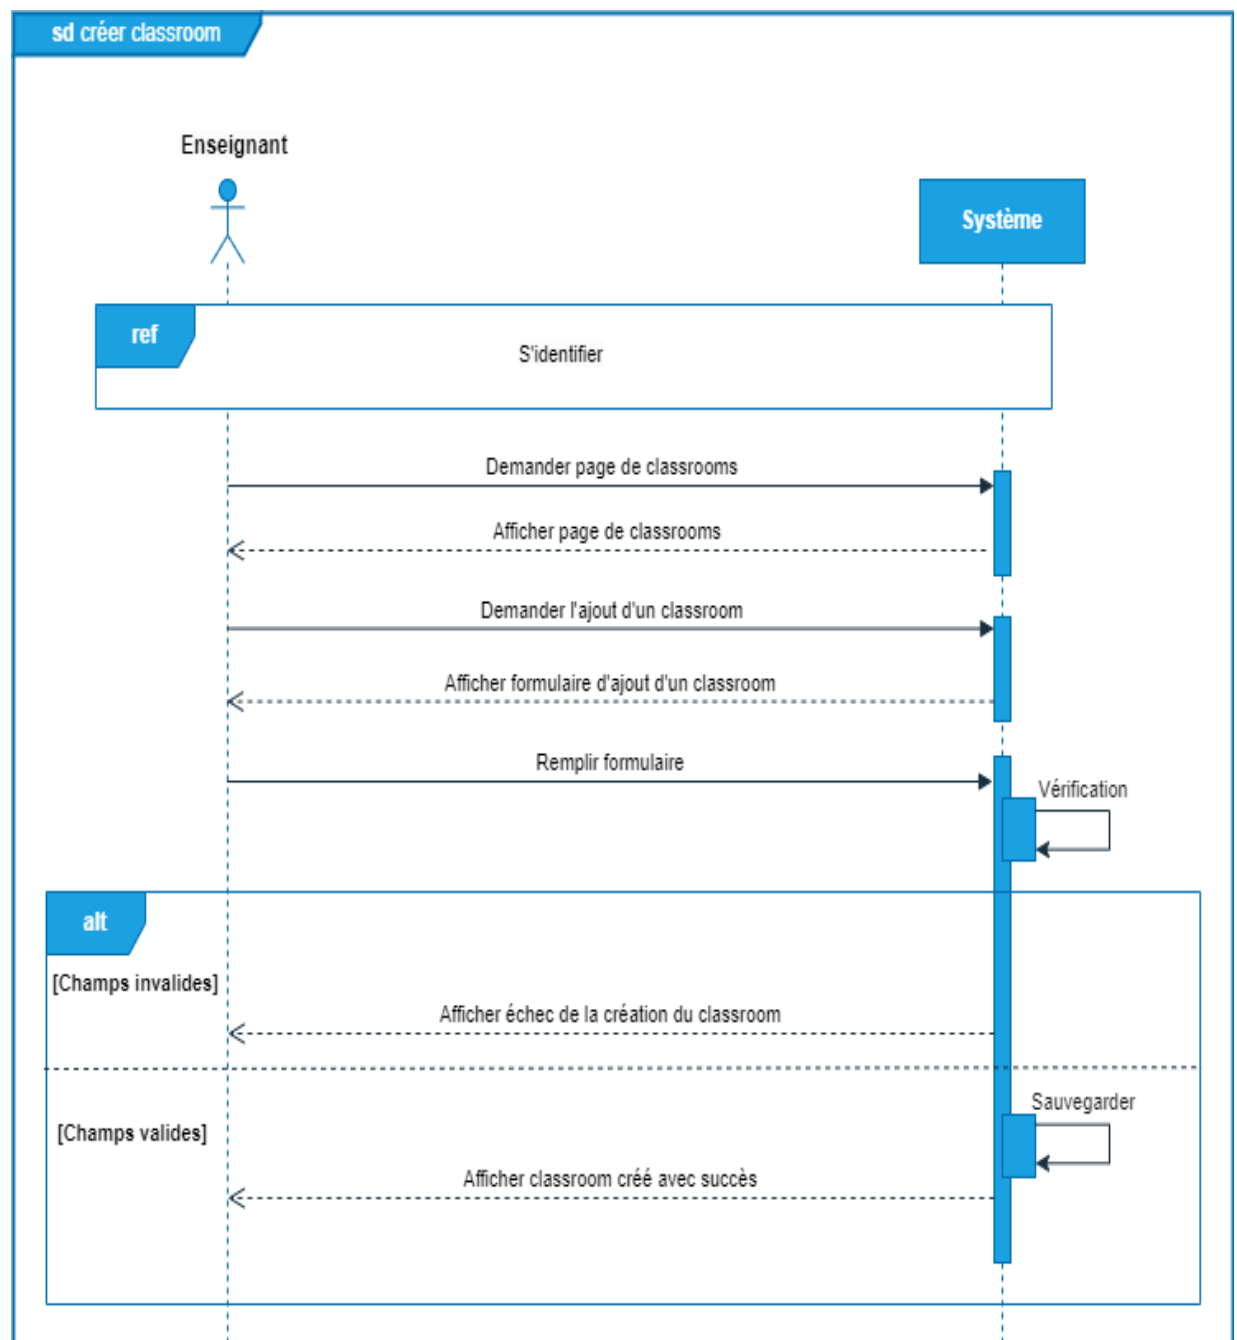 sd créer classroom
Enseignant
Système
ref
S'identifier
Demander page de classrooms
Afficher page de classrooms
Demander l'ajout d'un classroom
Afficher formulaire d'ajout d'un classroom
Remplir formulaire
Vérification
alt
[Champs invalides]
Afficher échec de la création du classroom
Sauvegarder
[Champs valides]
Afficher classroom créé avec succès